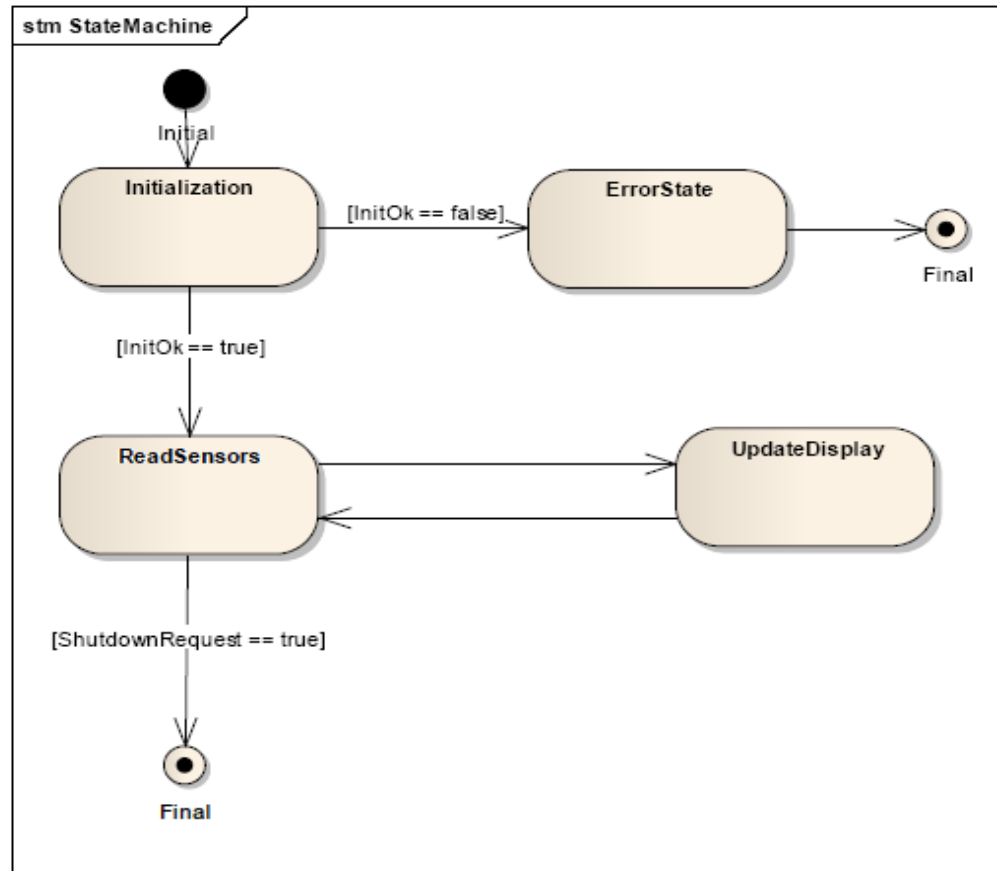 stm StateMachine
Initial
Initialization
[InitOk == false]
ErrorState
Final
[InitOk == true]
ReadSensors
UpdateDisplay
[ShutdownRequest == true]
Final